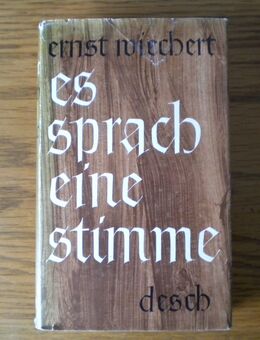 ernst wiechert
es
sprach
eine
stimme
desch